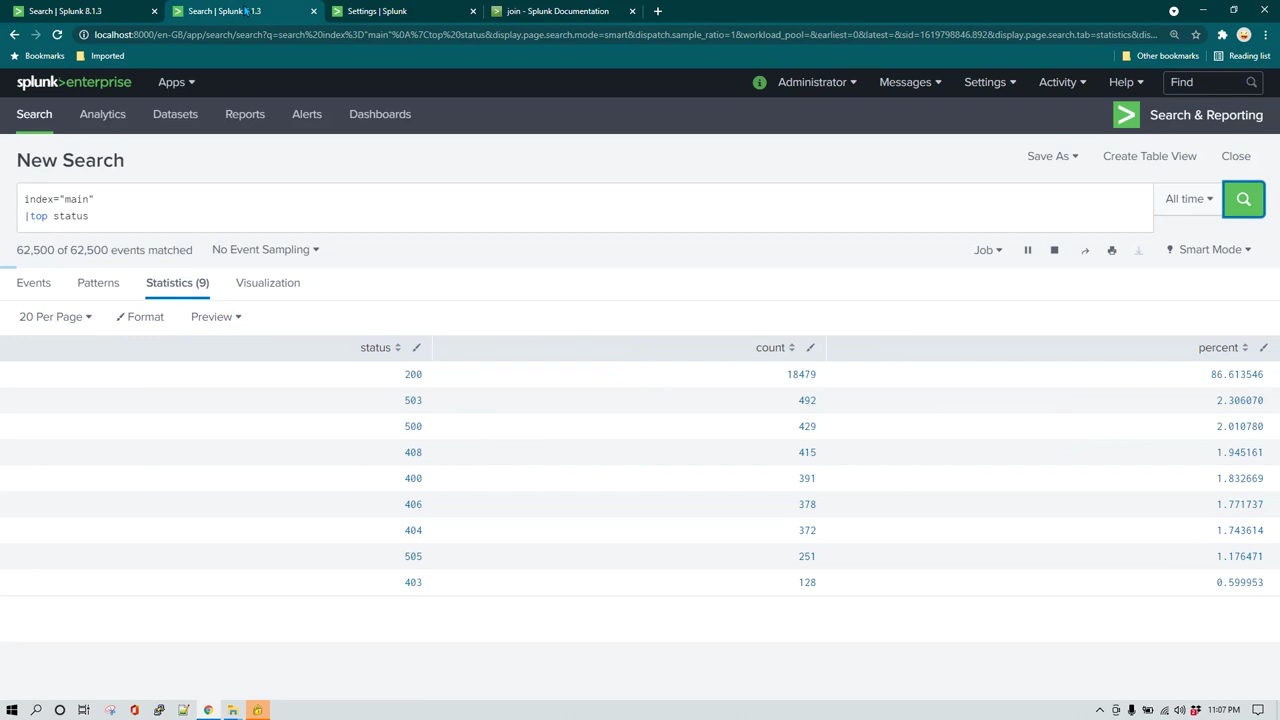 Search | Splunk 8.1.3
Search | Splunk 8.1.3
Settings | Splunk
join - Splunk Documentation
localhost:8000/en-GB/app/search/search?q=search%20index%3D"main"%0A%7Ctop status&display.page.search.mode=smart&dispatch.sample_ratio=1&workload_pool=&earliest=0&latest=&sid=1619798846.892&display.page.search.tab=statistics&dis...
Bookmarks
Imported
Other bookmarks
Reading list
splunk>enterprise
Apps
Administrator
Messages
Settings
Activity
Help
Find
Search
Analytics
Datasets
Reports
Alerts
Dashboards
Search & Reporting
New Search
Save As
Create Table View
Close
index="main"
|top status
All time
62,500 of 62,500 events matched
No Event Sampling
Job
Smart Mode
Events
Patterns
Statistics (9)
Visualization
20 Per Page
Format
Preview
status count percent
200 18479 86.613546
503 492 2.306070
500 429 2.010780
408 415 1.945161
400 391 1.832669
406 378 1.771737
404 372 1.743614
505 251 1.176471
403 128 0.599953
11:07 PM